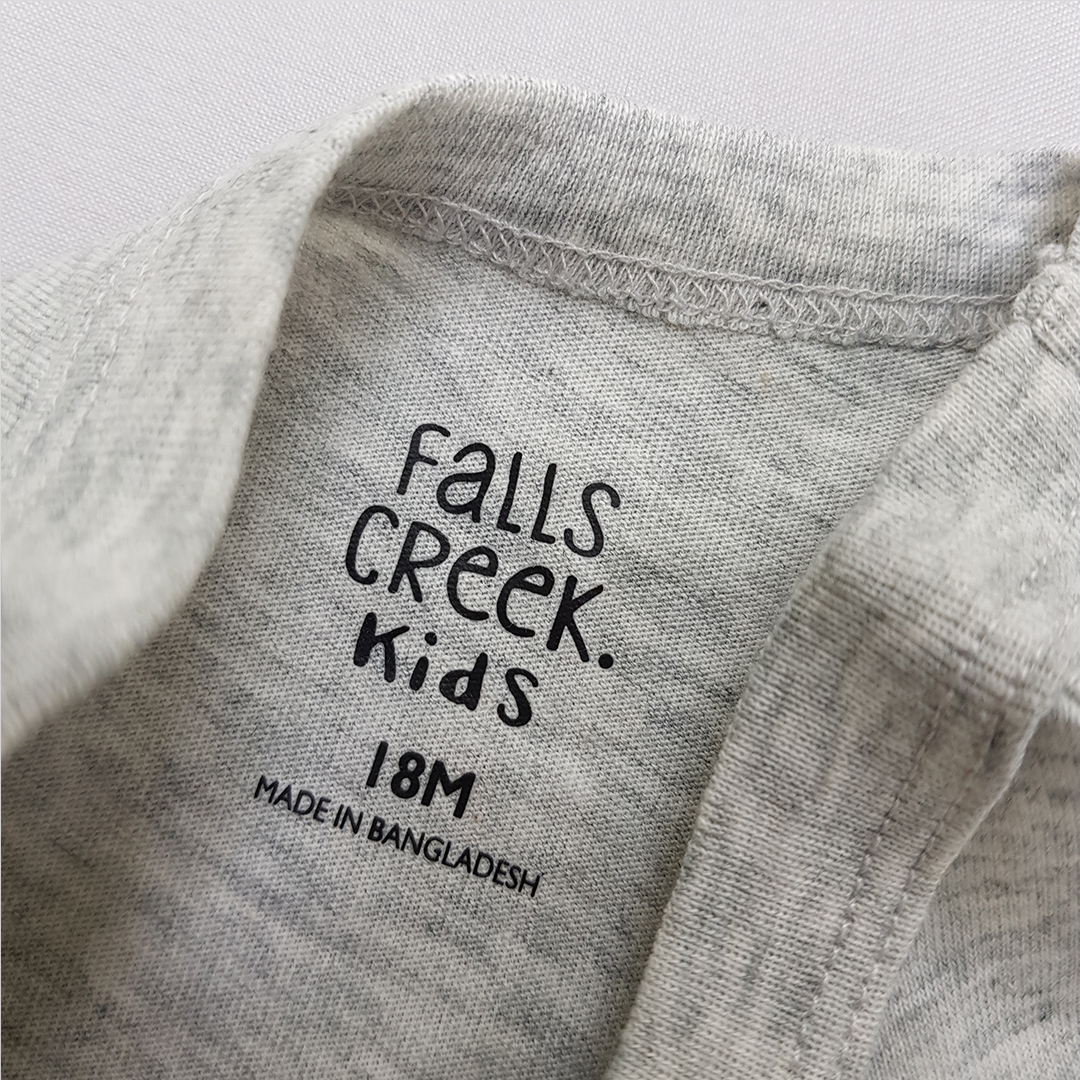 FaLLS
CReeK.
Kids
18M
MADE IN BANGLADESH